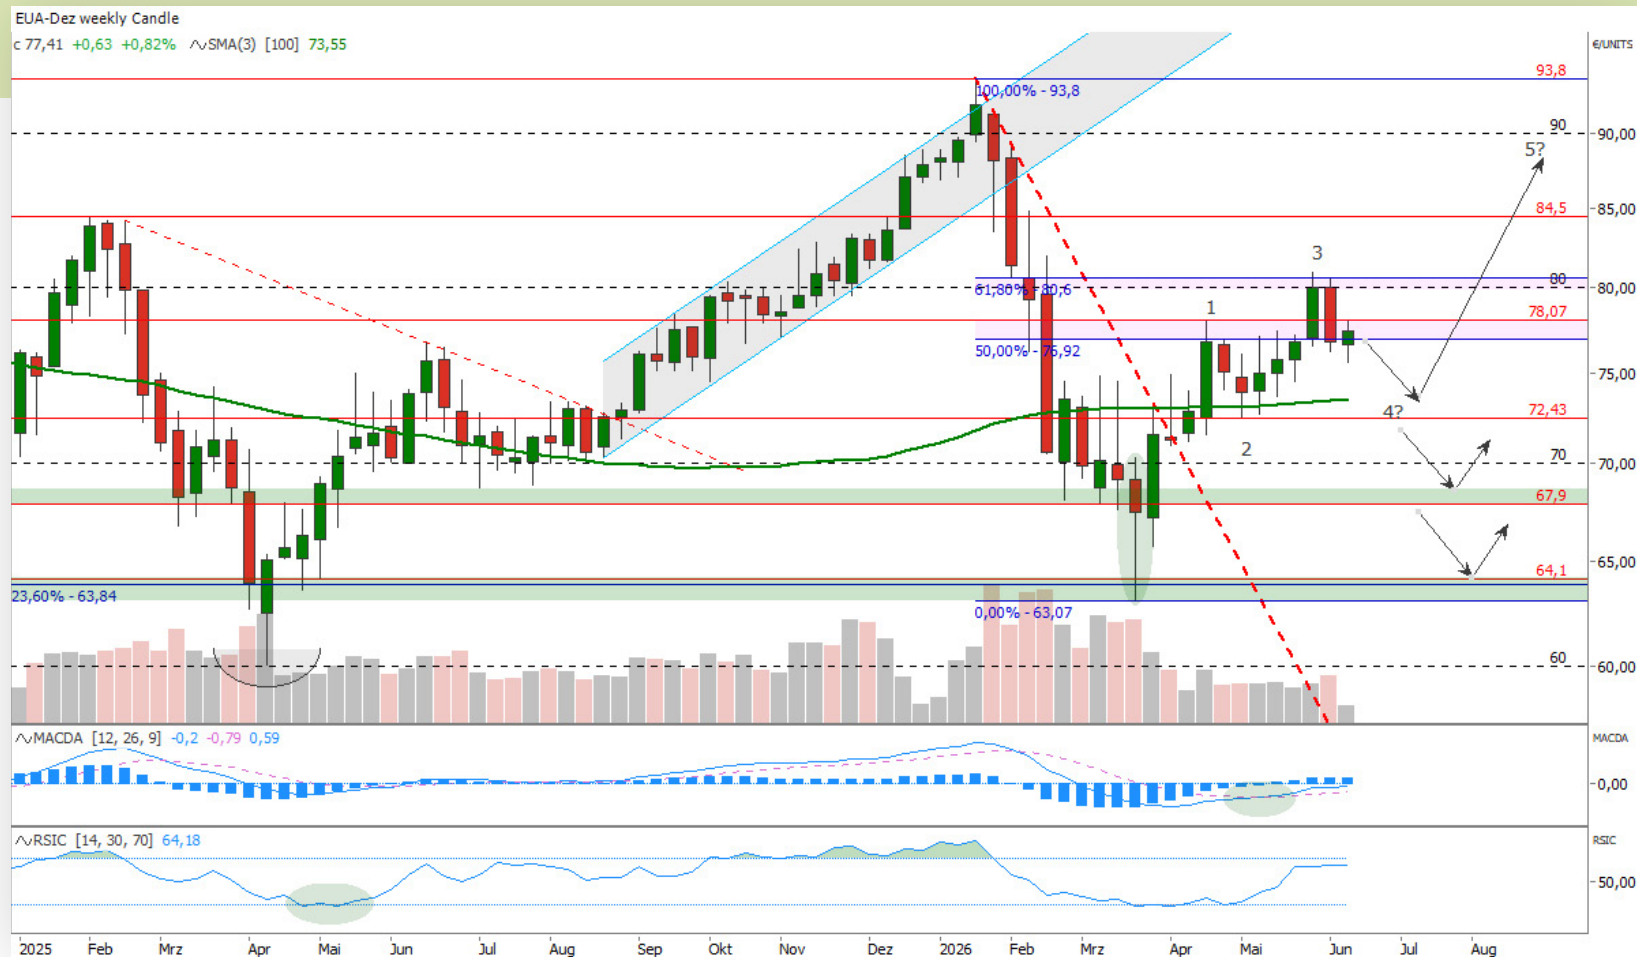 EUA-Dez weekly Candle
c 77,41 +0,63 +0,82% SMA(3) [100] 73,55
€/UNITS
93,8
100,00% - 93,8
90
90,00
5?
84,5
85,00
3
80
80,00
61,80% - 80,6
1
78,07
50,00% - 76,92
75,00
4?
72,43
2
70
70,00
67,9
65,00
64,1
23,60% - 63,84
0,00% - 63,07
60
60,00
MACDA [12, 26, 9] -0,2 -0,79 0,59
MACDA
0,00
RSIC [14, 30, 70] 64,18
RSIC
50,00
2025 Feb Mrz Apr Mai Jun Jul Aug Sep Okt Nov Dez 2026 Feb Mrz Apr Mai Jun Jul Aug